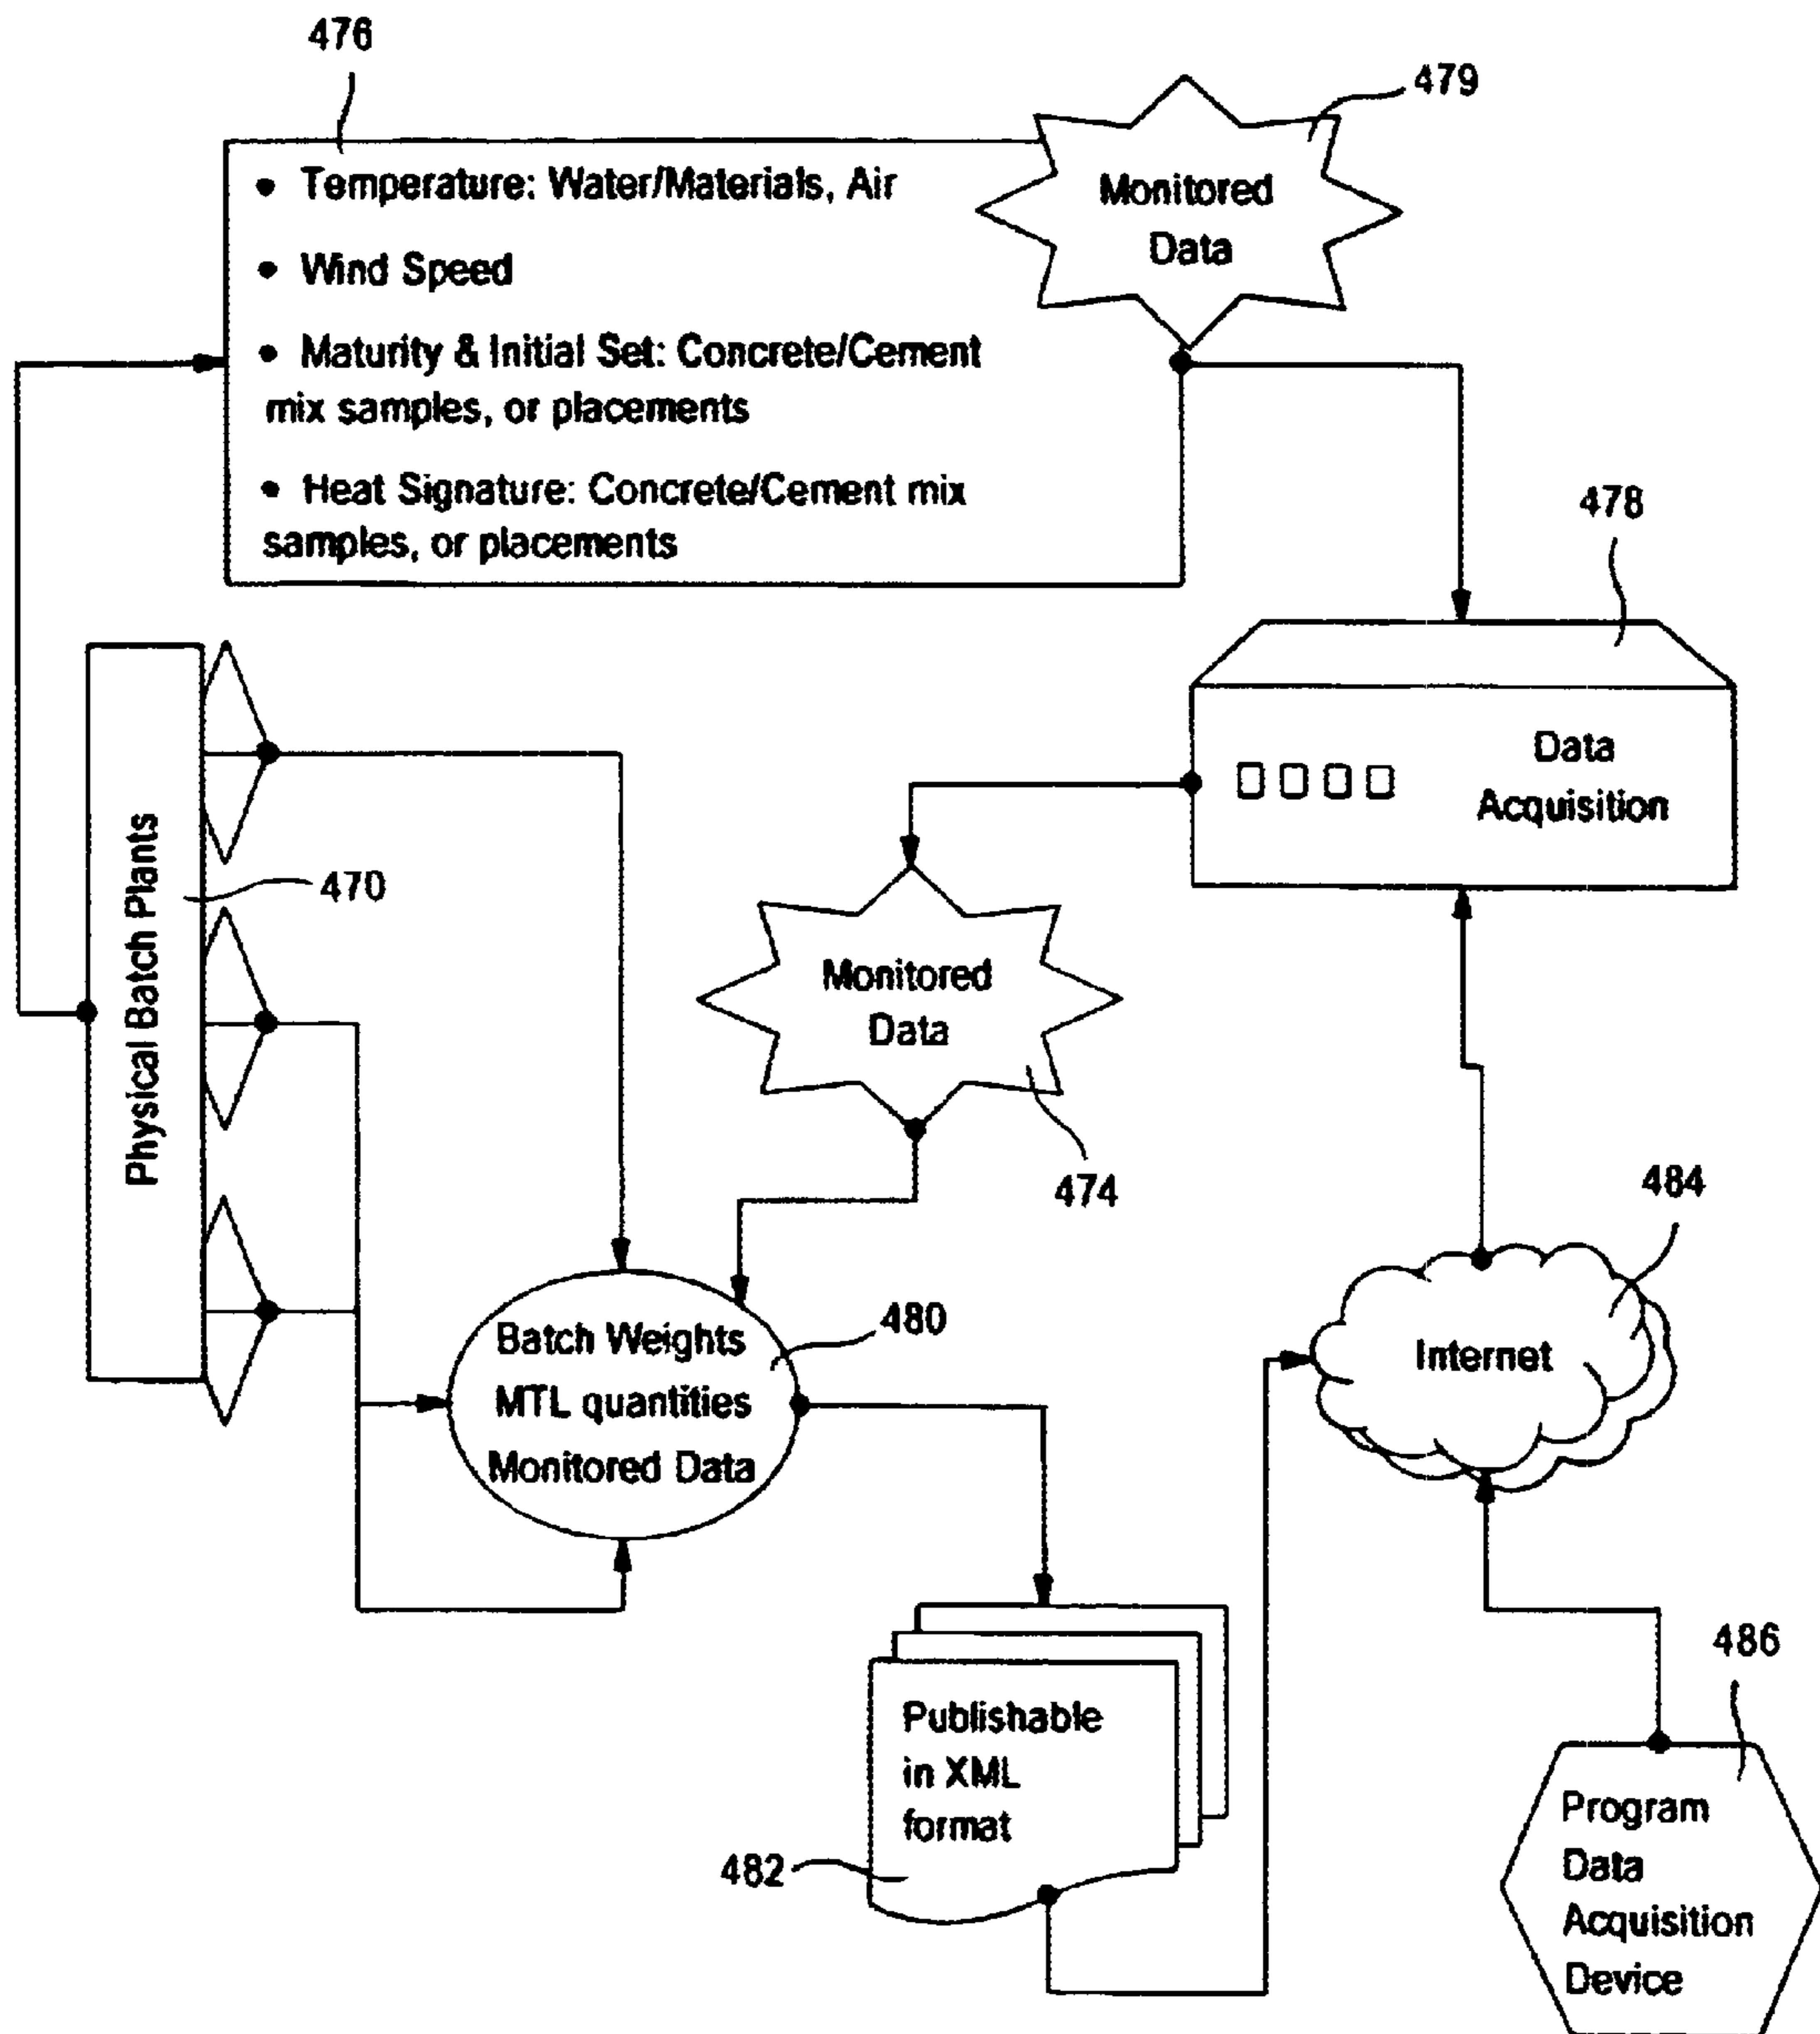 476
479
• Temperature: Water/Materials, Air
• Wind Speed
• Maturity & Initial Set: Concrete/Cement
mix samples, or placements
• Heat Signature: Concrete/Cement mix
samples, or placements
Monitored
Data
478
Data
Acquisition
Physical Batch Plants
470
Monitored
Data
474
484
Batch Weights
MTL quantities
Monitored Data
480
Internet
486
Publishable
in XML
format
482
Program
Data
Acquisition
Device